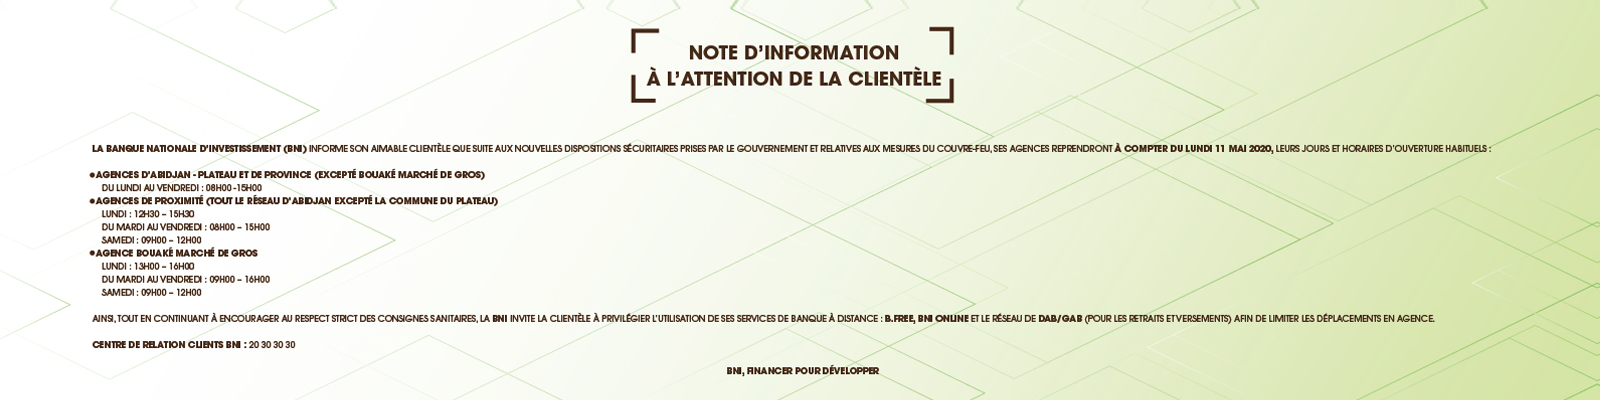 NOTE D'INFORMATION
À L'ATTENTION DE LA CLIENTÈLE
LA BANQUE NATIONALE D'INVESTISSEMENT (BNI) INFORME SON AIMABLE CLIENTÈLE QUE SUITE AUX NOUVELLES DISPOSITIONS SÉCURITAIRES PRISES PAR LE GOUVERNEMENT ET RELATIVES AUX MESURES DU COUVRE-FEU, SES AGENCES REPRENDRONT À COMPTER DU LUNDI 11 MAI 2020, LEURS JOURS ET HORAIRES D'OUVERTURE HABITUELS :
•AGENCES D'ABIDJAN - PLATEAU ET DE PROVINCE (EXCEPTÉ BOUAKÉ MARCHÉ DE GROS)
DU LUNDI AU VENDREDI : 08H00 -15H00
•AGENCES DE PROXIMITÉ (TOUT LE RÉSEAU D'ABIDJAN EXCEPTÉ LA COMMUNE DU PLATEAU)
LUNDI : 12H30 – 15H30
DU MARDI AU VENDREDI : 08H00 – 15H00
SAMEDI : 09H00 – 12H00
•AGENCE BOUAKÉ MARCHÉ DE GROS
LUNDI : 13H00 – 16H00
DU MARDI AU VENDREDI : 09H00 – 16H00
SAMEDI : 09H00 – 12H00
AINSI, TOUT EN CONTINUANT À ENCOURAGER AU RESPECT STRICT DES CONSIGNES SANITAIRES, LA BNI INVITE LA CLIENTÈLE À PRIVILÉGIER L'UTILISATION DE SES SERVICES DE BANQUE À DISTANCE : B.FREE, BNI ONLINE ET LE RÉSEAU DE DAB/GAB (POUR LES RETRAITS ET VERSEMENTS) AFIN DE LIMITER LES DÉPLACEMENTS EN AGENCE.
CENTRE DE RELATION CLIENTS BNI : 20 30 30 30
BNI, FINANCER POUR DÉVELOPPER